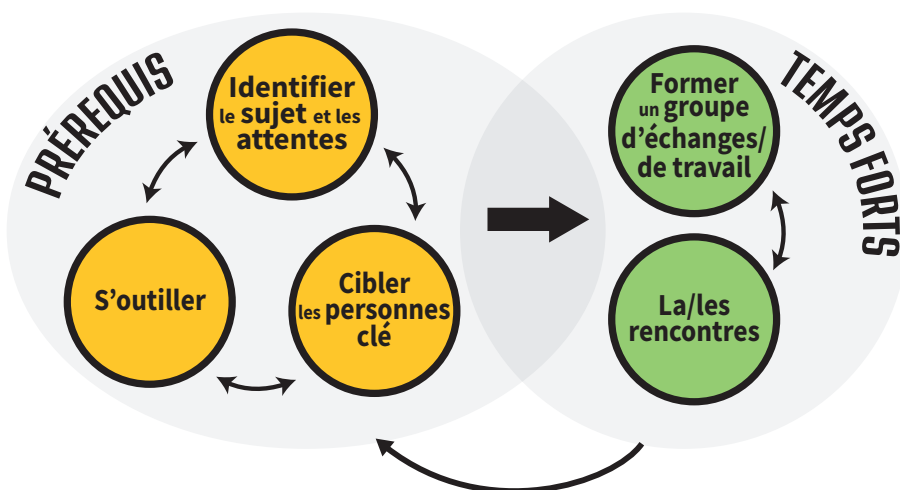 PRÉREQUIS
Identifier
le sujet et les
attentes
S'outiller
Cibler
les personnes
clé
TEMPS FORTS
Former
un groupe
d'échanges/
de travail
La/les
rencontres